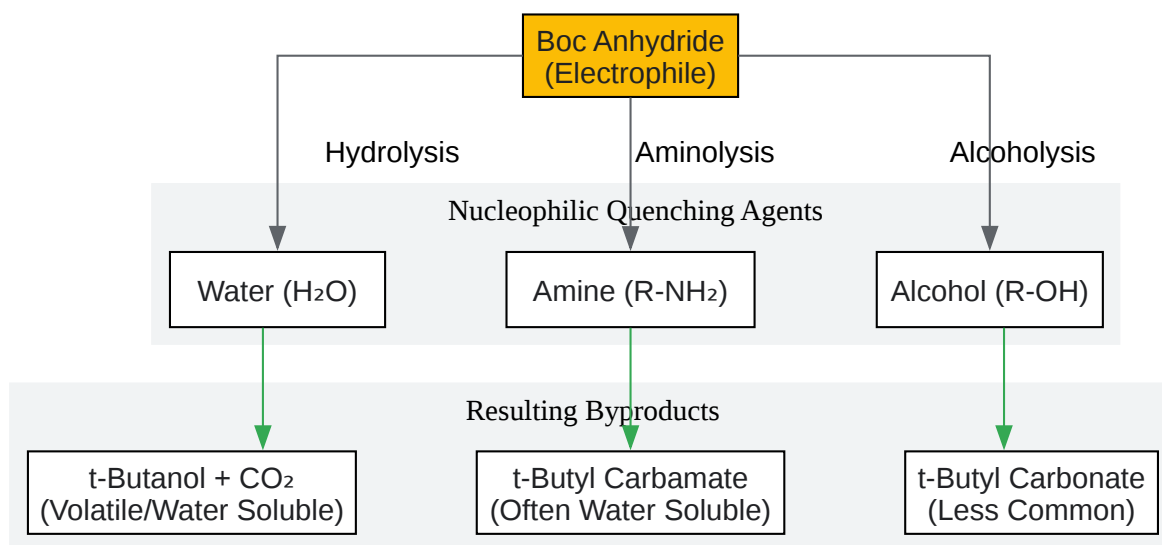 Boc Anhydride
(Electrophile)
Hydrolysis
Aminolysis
Alcoholysis
Nucleophilic Quenching Agents
Water (H₂O)
Amine (R-NH₂)
Alcohol (R-OH)
Resulting Byproducts
t-Butanol + CO₂
(Volatile/Water Soluble)
t-Butyl Carbamate
(Often Water Soluble)
t-Butyl Carbonate
(Less Common)